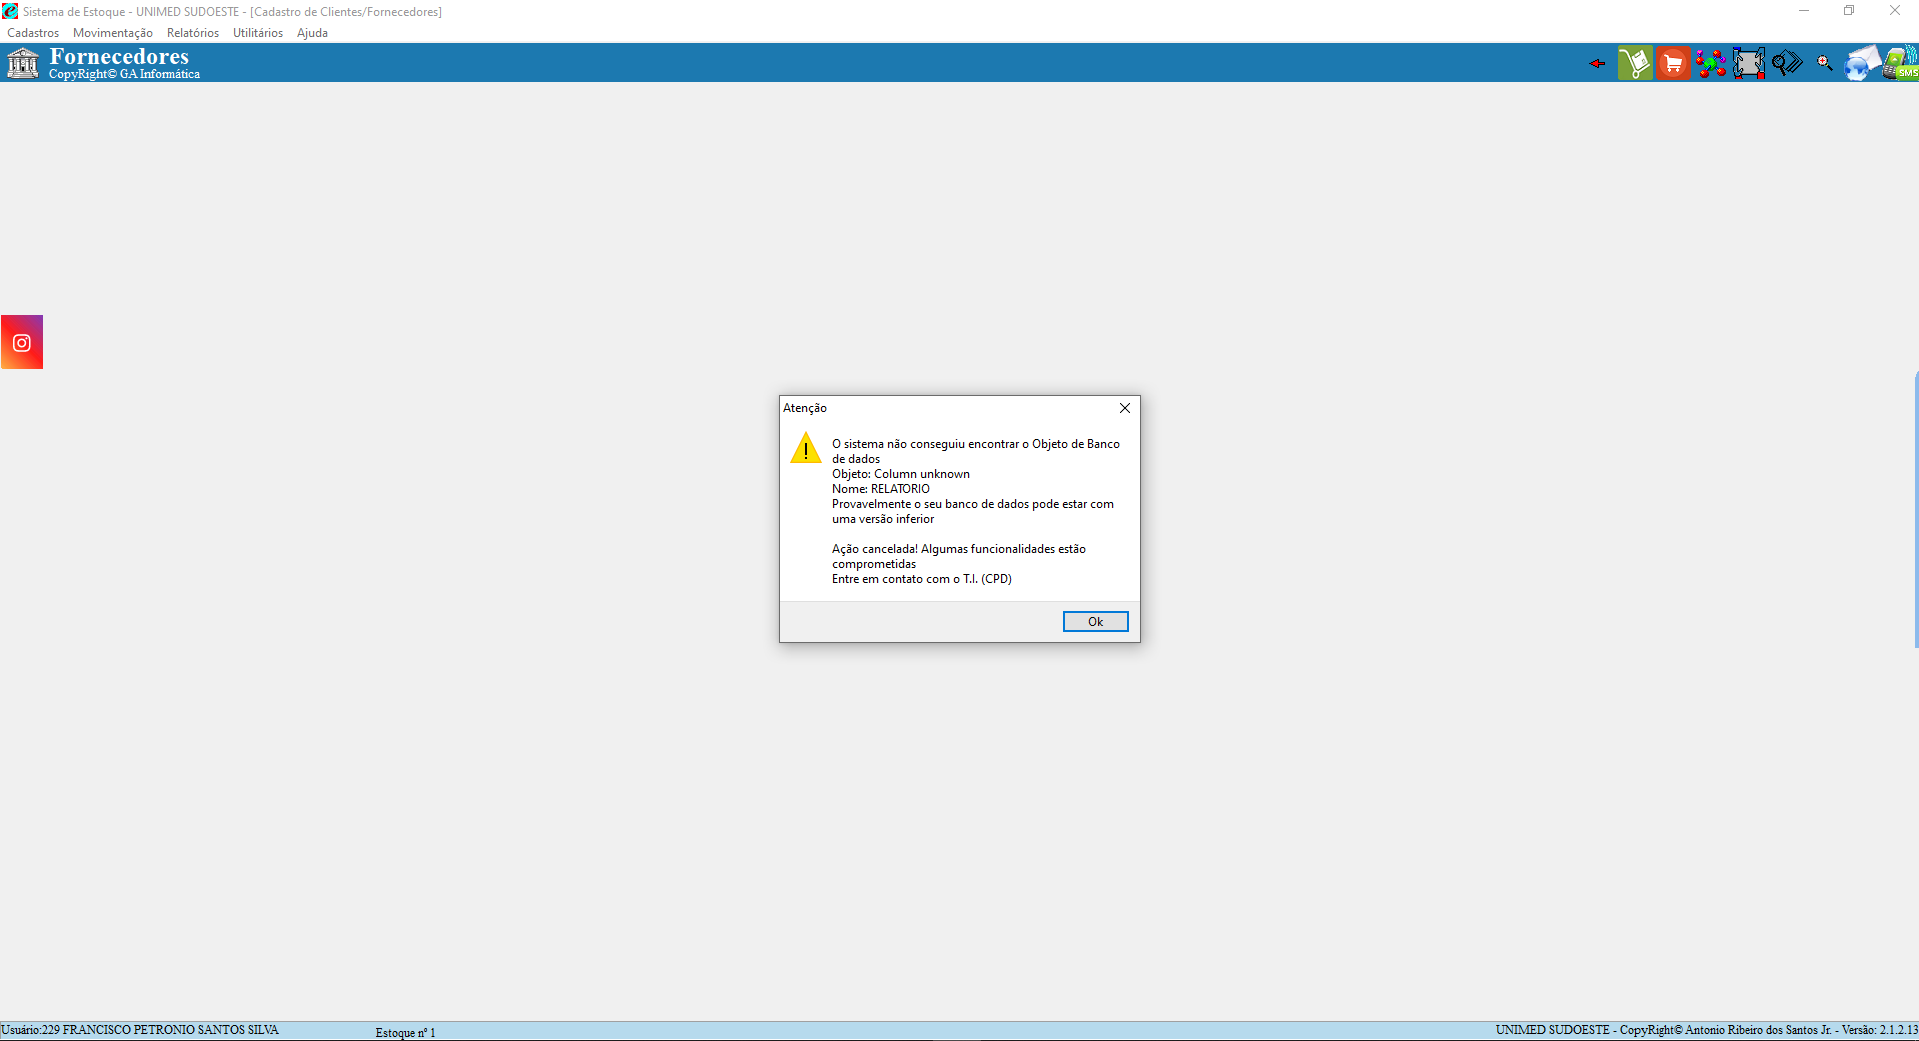 Sistema de Estoque - UNIMED SUDOESTE - [Cadastro de Clientes/Fornecedores]
Cadastros Movimentação Relatórios Utilitários Ajuda
Fornecedores
CopyRight© GA Informática
SMS
Atenção
O sistema não conseguiu encontrar o Objeto de Banco
de dados
Objeto: Column unknown
Nome: RELATORIO
Provavelmente o seu banco de dados pode estar com
uma versão inferior
Ação cancelada! Algumas funcionalidades estão
comprometidas
Entre em contato com o T.I. (CPD)
Ok
Usuário:229 FRANCISCO PETRONIO SANTOS SILVA
Estoque nº 1
UNIMED SUDOESTE - CopyRight© Antonio Ribeiro dos Santos Jr. - Versão: 2.1.2.13